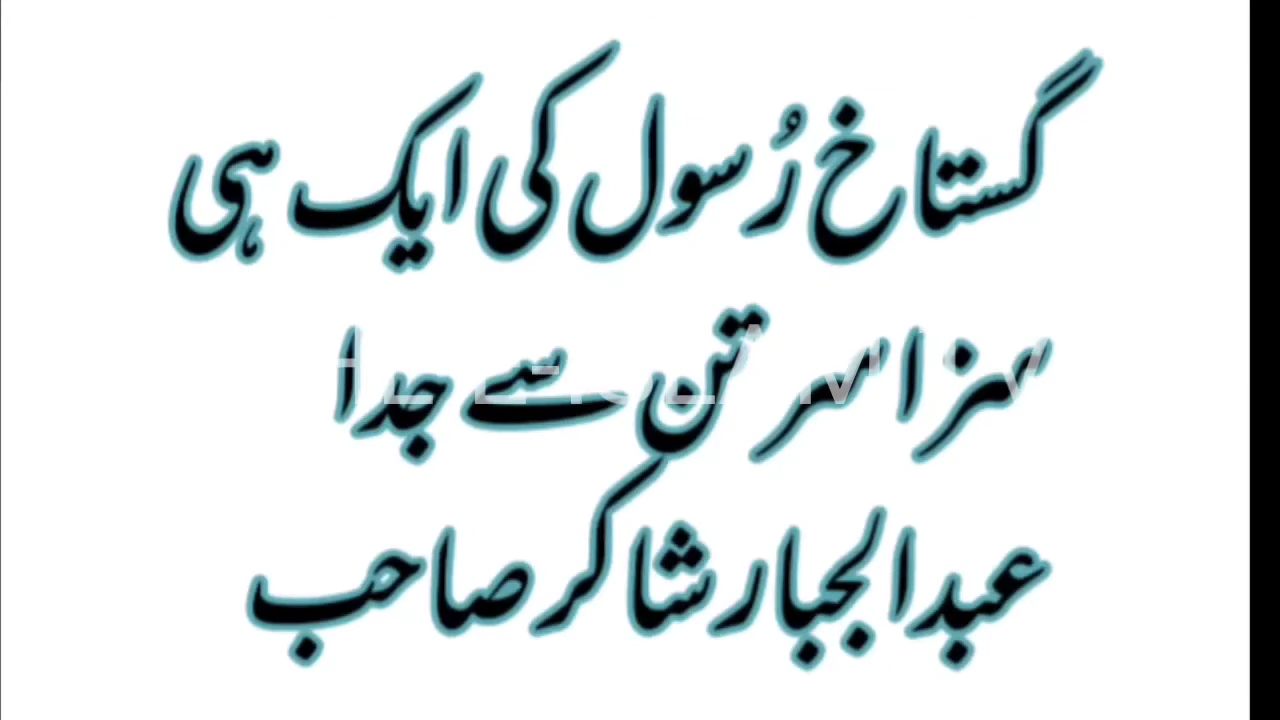 گستاخ رُسول کی ایک ہی
سزا سر تن سے جدا
عبدالجبار شاکر صاحب